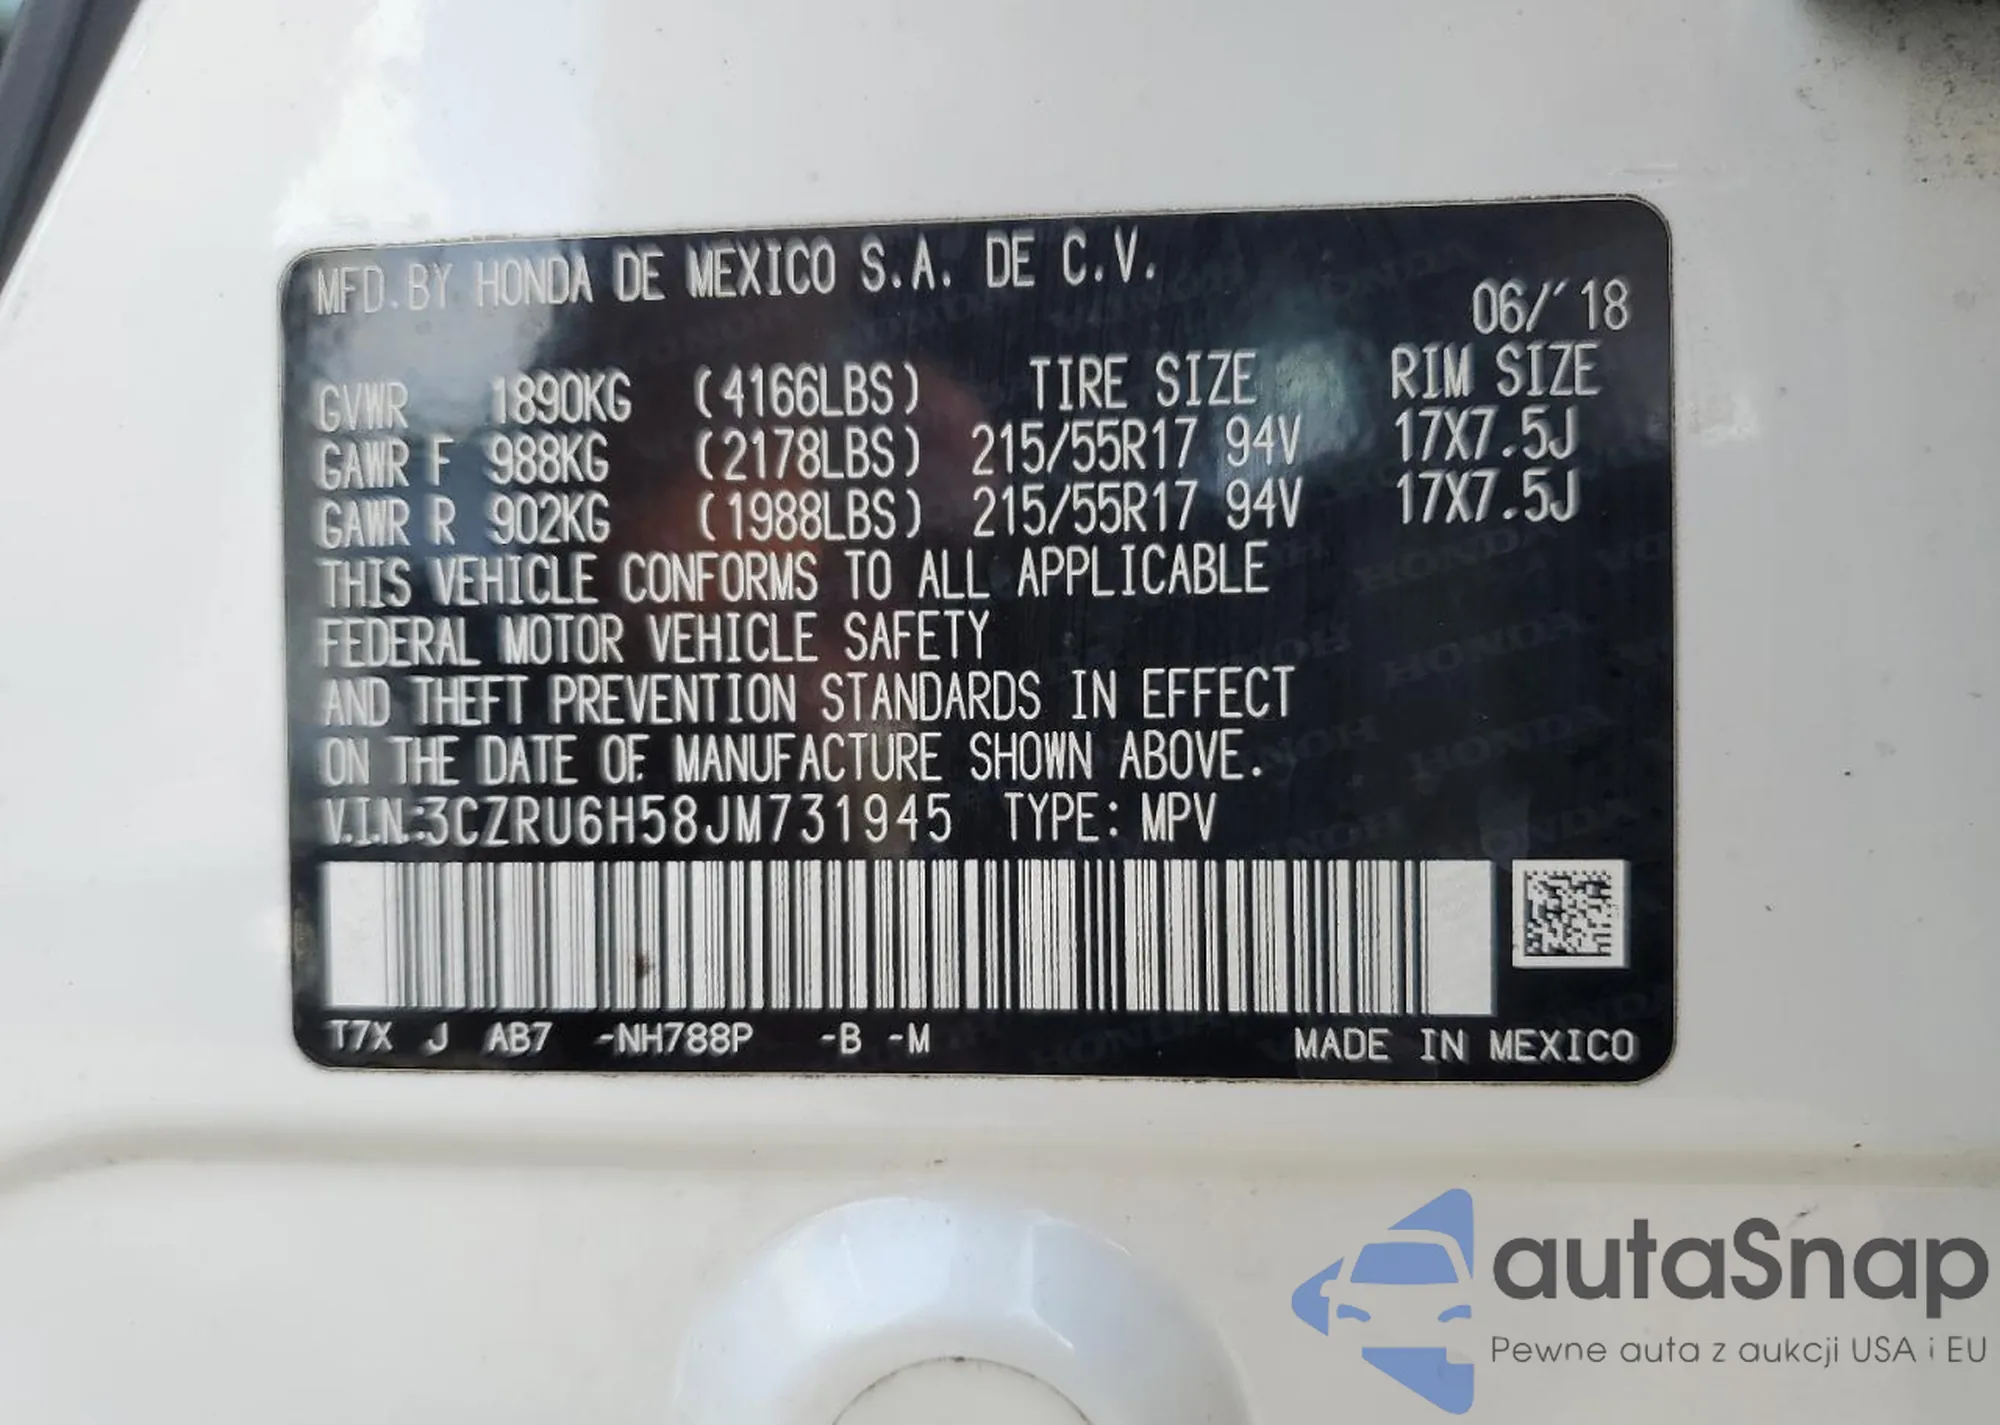 MFD. BY HONDA DE MEXICO S.A. DE C.V.
06/'18
GVWR 1890KG (4166LBS) TIRE SIZE RIM SIZE
GAWR F 988KG (2178LBS) 215/55R17 94V 17X7.5J
GAWR R 902KG (1988LBS) 215/55R17 94V 17X7.5J
THIS VEHICLE CONFORMS TO ALL APPLICABLE
FEDERAL MOTOR VEHICLE SAFETY
AND THEFT PREVENTION STANDARDS IN EFFECT
ON THE DATE OF MANUFACTURE SHOWN ABOVE.
V.I.N.:3CZRU6H58JM731945 TYPE: MPV
T7X J AB7 -NH788P -B -M MADE IN MEXICO
autaSnap
Pewne auta z aukcji USA i EU